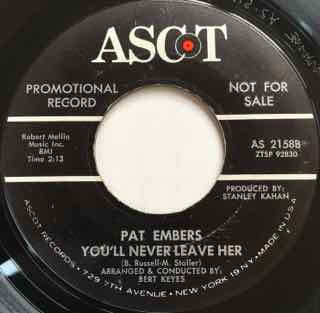 ASCOT
PROMOTIONAL
RECORD
NOT FOR
SALE
Robert Mellin
Music Inc.
BMI
Time 2:13
AS 2158B
ZTSP 92830
PRODUCED BY:
STANLEY KAHAN
PAT EMBERS
YOU'LL NEVER LEAVE HER
(B. Russell-M. Stoller)
ARRANGED & CONDUCTED BY:
BERT KEYES
ASCOT RECORDS • 729 7TH AVENUE • NEW YORK 19 NY • MADE IN U.S.A.